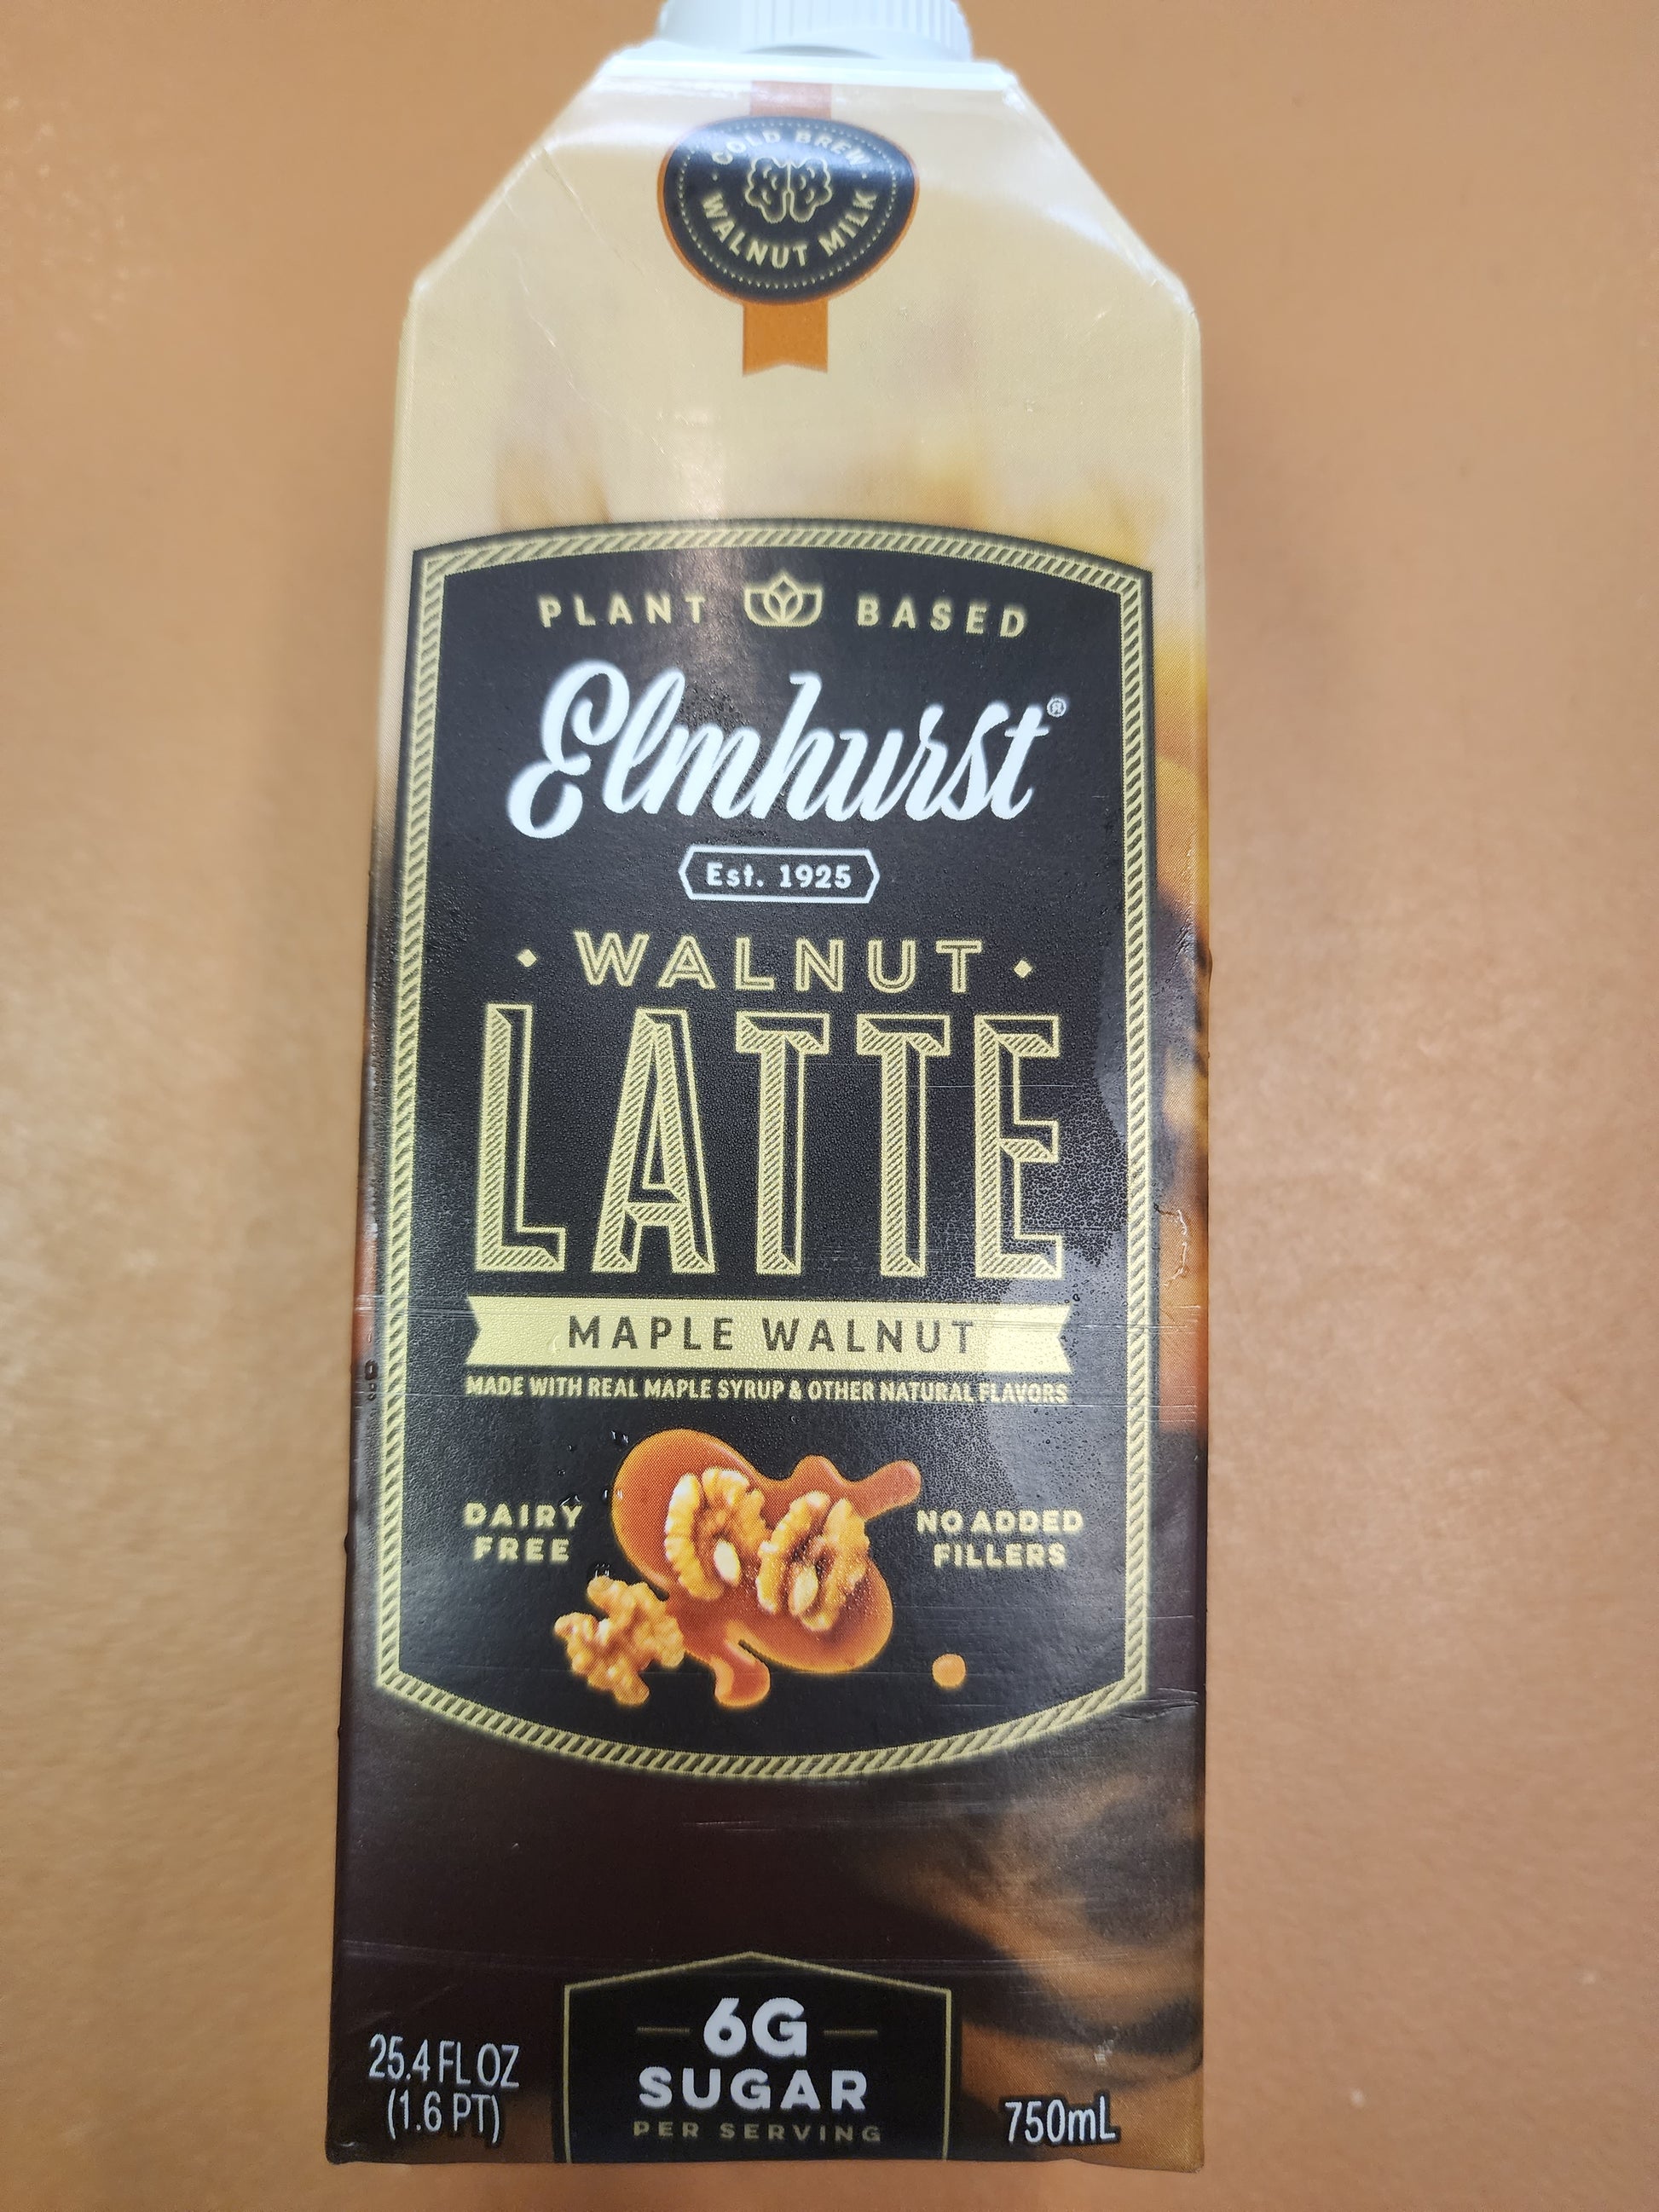 COLD BREW
WALNUT MILK
PLANT BASED
Elmhurst®
Est. 1925
WALNUT
LATTE
MAPLE WALNUT
MADE WITH REAL MAPLE SYRUP & OTHER NATURAL FLAVORS
DAIRY
FREE
NO ADDED
FILLERS
25.4 FL OZ
(1.6 PT)
6G
SUGAR
PER SERVING
750mL